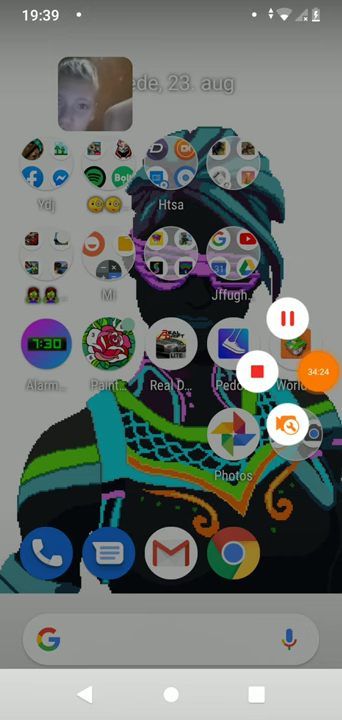 19:39
ede, 23. aug
Ydj
Htsa
MI
Jffugh...
7:30
Alarm...
Paint...
Real D...
Pedo
World
34:24
Photos